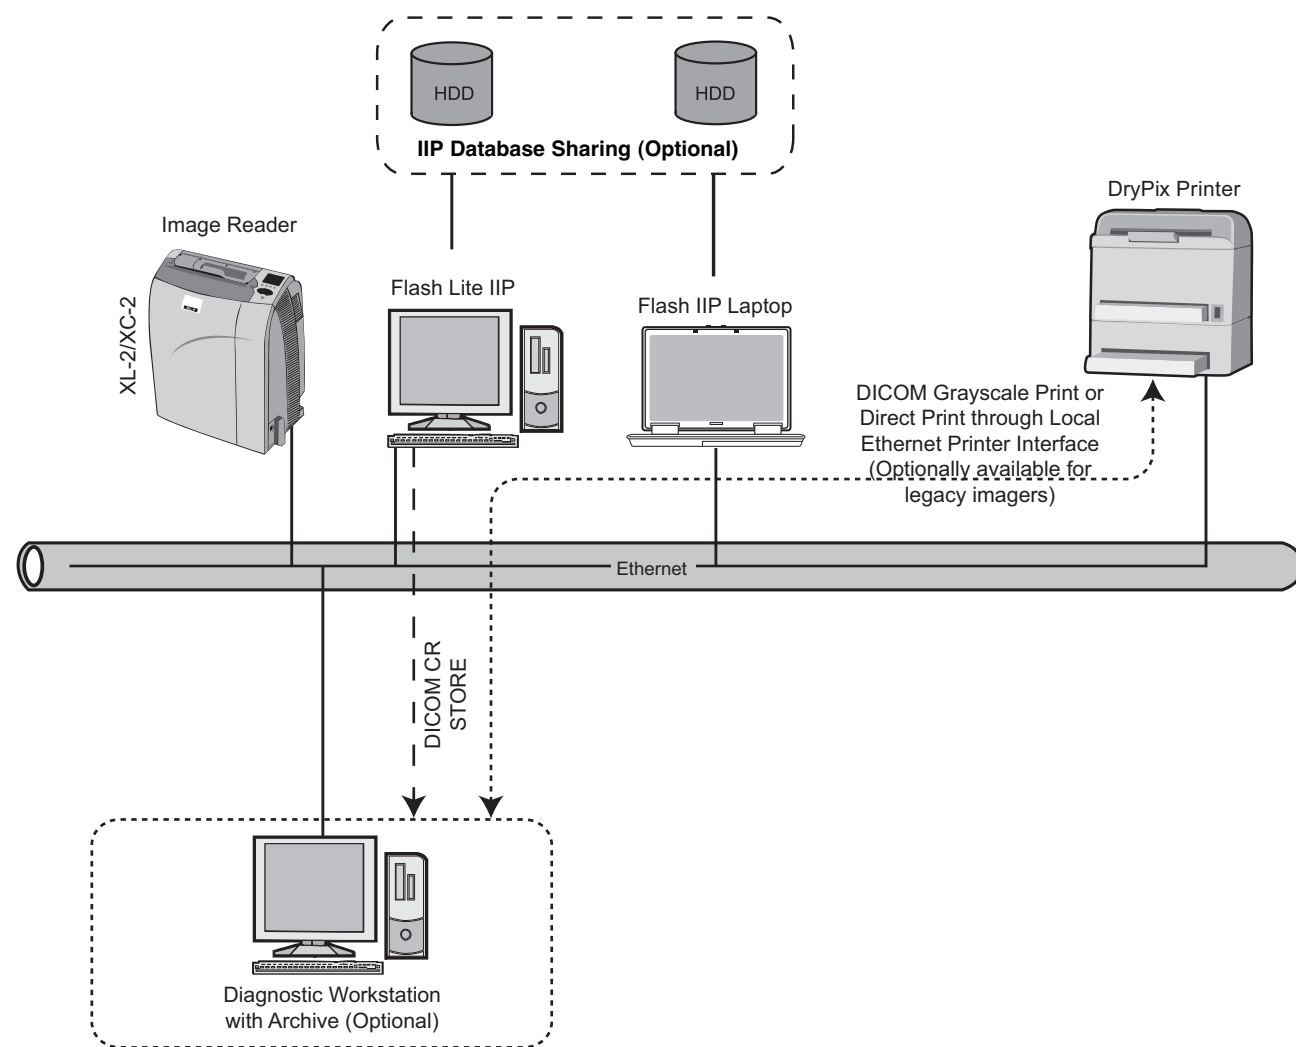 HDD
HDD
IIP Database Sharing (Optional)
DryPix Printer
Image Reader
XL-2/XC-2
Flash Lite IIP
Flash IIP Laptop
DICOM Grayscale Print or
Direct Print through Local
Ethernet Printer Interface
(Optionally available for
legacy imagers)
Ethernet
DICOM CR
STORE
Diagnostic Workstation
with Archive (Optional)